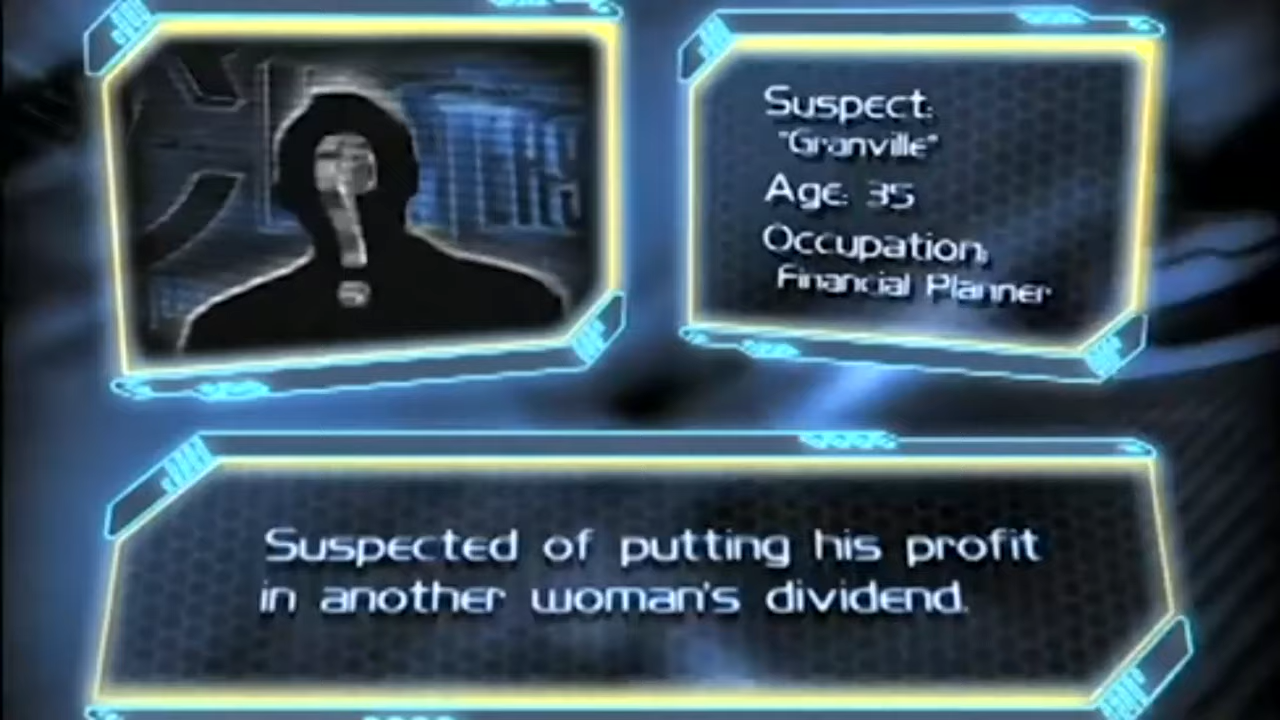 Suspect:
"Granville"
Age: 35
Occupation:
Financial Planner
Suspected of putting his profit
in another woman's dividend.